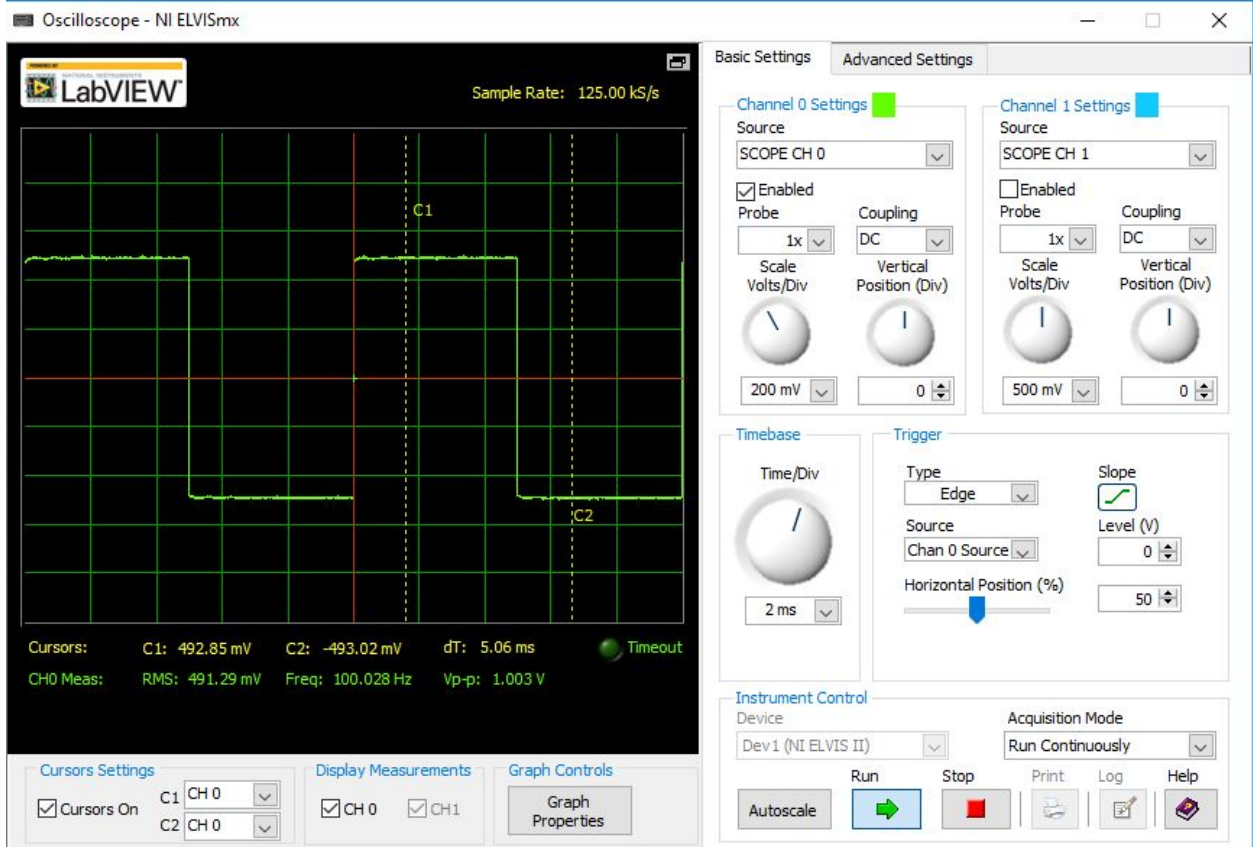 Oscilloscope - NI ELVISmx
POWERED BY
NATIONAL INSTRUMENTS
LabVIEW™
Sample Rate: 125.00 kS/s
C1
C2
Cursors: C1: 492.85 mV C2: -493.02 mV dT: 5.06 ms Timeout
CH0 Meas: RMS: 491.29 mV Freq: 100.028 Hz Vp-p: 1.003 V
Cursors Settings
Cursors On
C1 CH 0
C2 CH 0
Display Measurements
CH 0 CH1
Graph Controls
Graph
Properties
Basic Settings Advanced Settings
Channel 0 Settings
Source
SCOPE CH 0
Enabled
Probe Coupling
1x DC
Scale Vertical
Volts/Div Position (Div)
200 mV 0
Channel 1 Settings
Source
SCOPE CH 1
Enabled
Probe Coupling
1x DC
Scale Vertical
Volts/Div Position (Div)
500 mV 0
Timebase
Time/Div
2 ms
Trigger
Type Slope
Edge
Source Level (V)
Chan 0 Source 0
Horizontal Position (%)
50
Instrument Control
Device Acquisition Mode
Dev1 (NI ELVIS II) Run Continuously
Run Stop Print Log Help
Autoscale